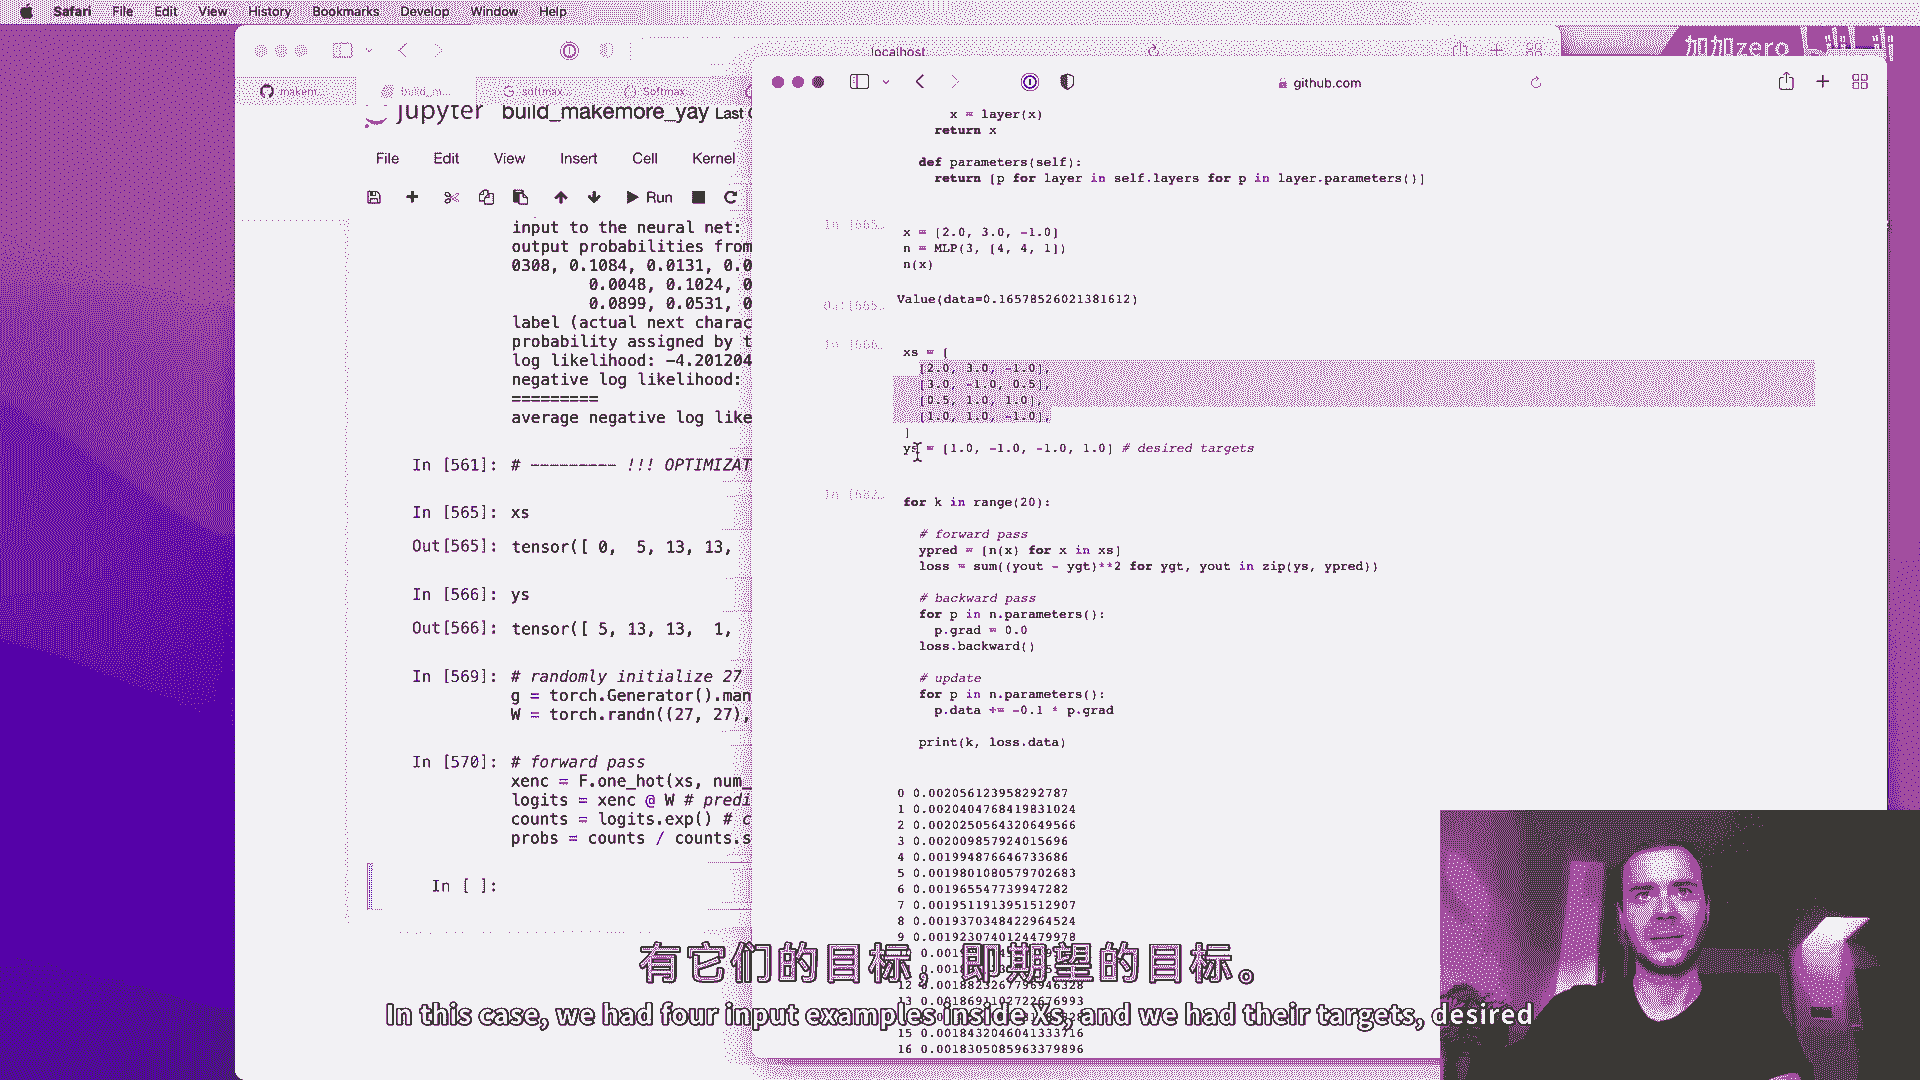 Safari File Edit View History Bookmarks Develop Window Help
加加zero
localhost
makem...
build_m...
softmax...
Softmax...
jupyter build_makemore_yay Last
File Edit View Insert Cell Kernel
Run
input to the neural net:
output probabilities from
0308, 0.1084, 0.0131, 0.0
0.0048, 0.1024, 0
0.0899, 0.0531, 0
label (actual next charac
probability assigned by t
log likelihood: -4.201204
negative log likelihood:
=========
average negative log like
In [561]: # --------- !!! OPTIMIZAT
In [565]: xs
Out[565]: tensor([ 0, 5, 13, 13,
In [566]: ys
Out[566]: tensor([ 5, 13, 13, 1,
In [569]: # randomly initialize 27
g = torch.Generator().man
W = torch.randn((27, 27),
In [570]: # forward pass
xenc = F.one_hot(xs, num_
logits = xenc @ W # predi
counts = logits.exp() # c
probs = counts / counts.s
In [ ]:
github.com
x = layer(x)
return x
def parameters(self):
return [p for layer in self.layers for p in layer.parameters()]
In [665…
x = [2.0, 3.0, -1.0]
n = MLP(3, [4, 4, 1])
n(x)
Out[665…
Value(data=0.16578526021381612)
In [666…
xs = [
[2.0, 3.0, -1.0],
[3.0, -1.0, 0.5],
[0.5, 1.0, 1.0],
[1.0, 1.0, -1.0],
]
ys = [1.0, -1.0, -1.0, 1.0] # desired targets
In [682…
for k in range(20):
# forward pass
ypred = [n(x) for x in xs]
loss = sum((yout - ygt)**2 for ygt, yout in zip(ys, ypred))
# backward pass
for p in n.parameters():
p.grad = 0.0
loss.backward()
# update
for p in n.parameters():
p.data += -0.1 * p.grad
print(k, loss.data)
0 0.002056123958292787
1 0.0020404768419831024
2 0.0020250564320649566
3 0.002009857924015696
4 0.001994876646733686
5 0.0019801080579702683
6 0.001965547739947282
7 0.0019511913951512907
8 0.0019370348422964524
9 0.0019230740124479978
12 0.0018823267796946328
13 0.0018691102722676993
15 0.0018432046041333716
16 0.0018305085963379896
有它们的目标，即期望的目标。
In this case, we had four input examples inside Xs, and we had their targets, desired